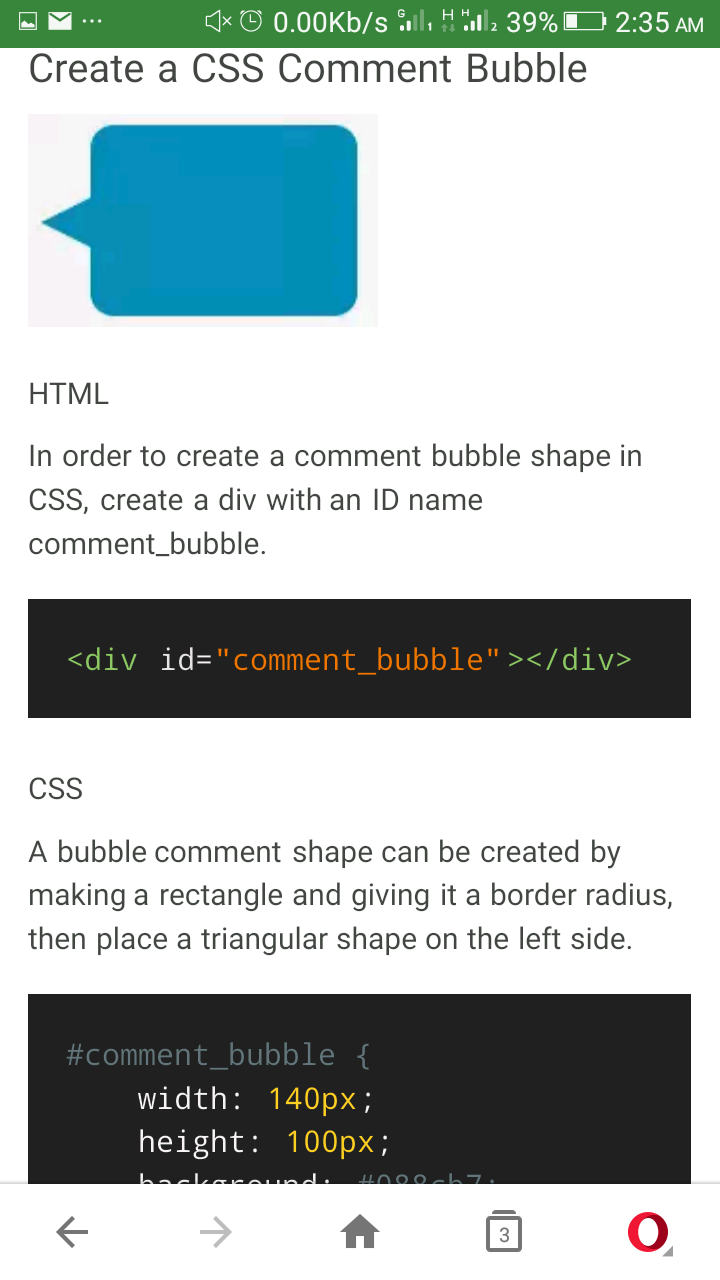 0.00Kb/s G 1 H H 2 39% 2:35 AM
Create a CSS Comment Bubble
HTML
In order to create a comment bubble shape in
CSS, create a div with an ID name
comment_bubble.
<div id="comment_bubble"></div>
CSS
A bubble comment shape can be created by
making a rectangle and giving it a border radius,
then place a triangular shape on the left side.
#comment_bubble {
width: 140px;
height: 100px;
background:
3